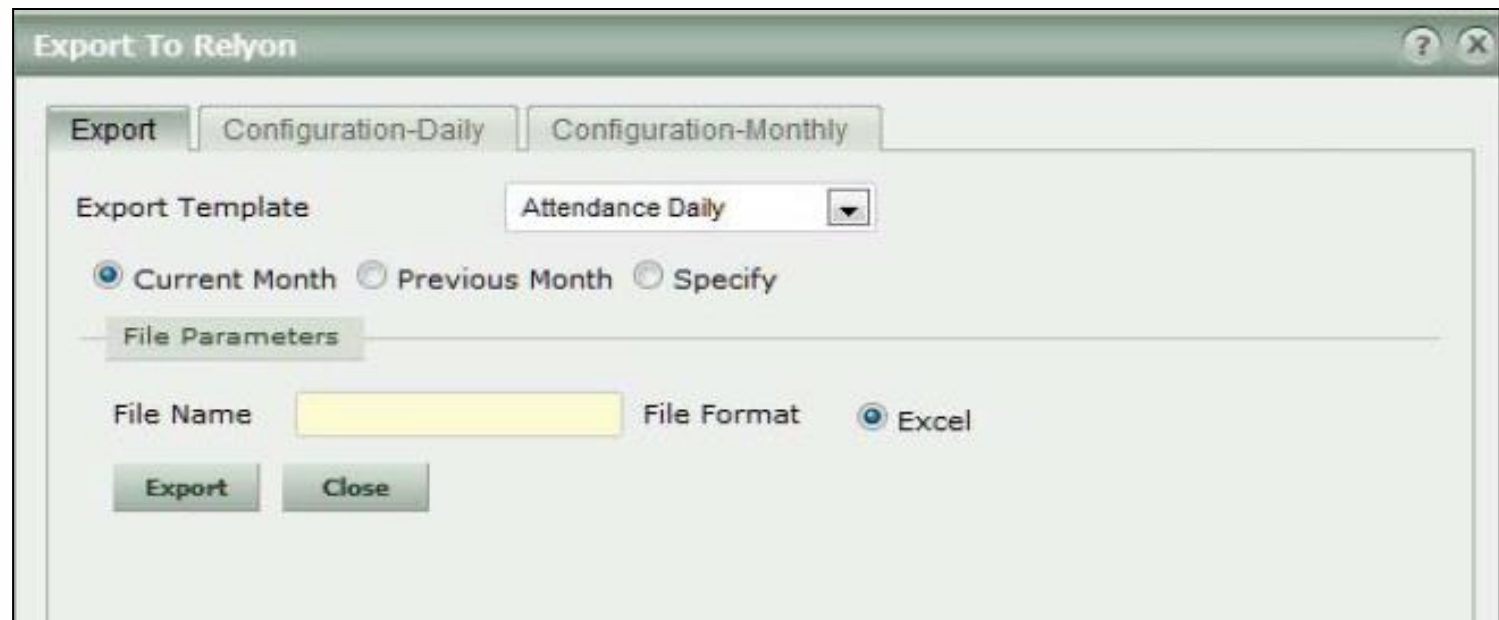 Export To Relyon ? X
Export Configuration-Daily Configuration-Monthly
Export Template Attendance Daily
Current Month Previous Month Specify
File Parameters
File Name File Format Excel
Export Close